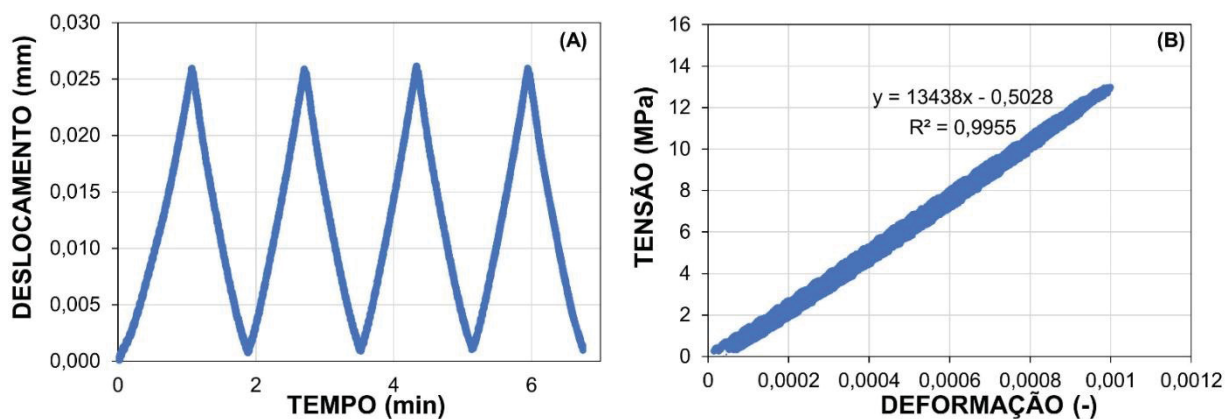 (A)
DESLOCAMENTO (mm)
0,030
0,025
0,020
0,015
0,010
0,005
0,000
0 2 4 6
TEMPO (min)
(B)
TENSÃO (MPa)
16
14
12
10
8
6
4
2
0
y = 13438x - 0,5028
R² = 0,9955
0 0,0002 0,0004 0,0006 0,0008 0,001 0,0012
DEFORMAÇÃO (-)